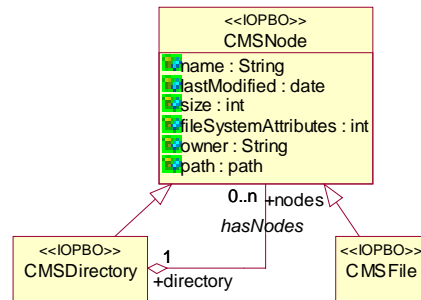 <<IOPBO>>
CMSNode
name : String
lastModified : date
size : int
fileSystemAttributes : int
owner : String
path : path
0..n
+nodes
hasNodes
<<IOPBO>>
CMSDirectory
1
+directory
<<IOPBO>>
CMSFile